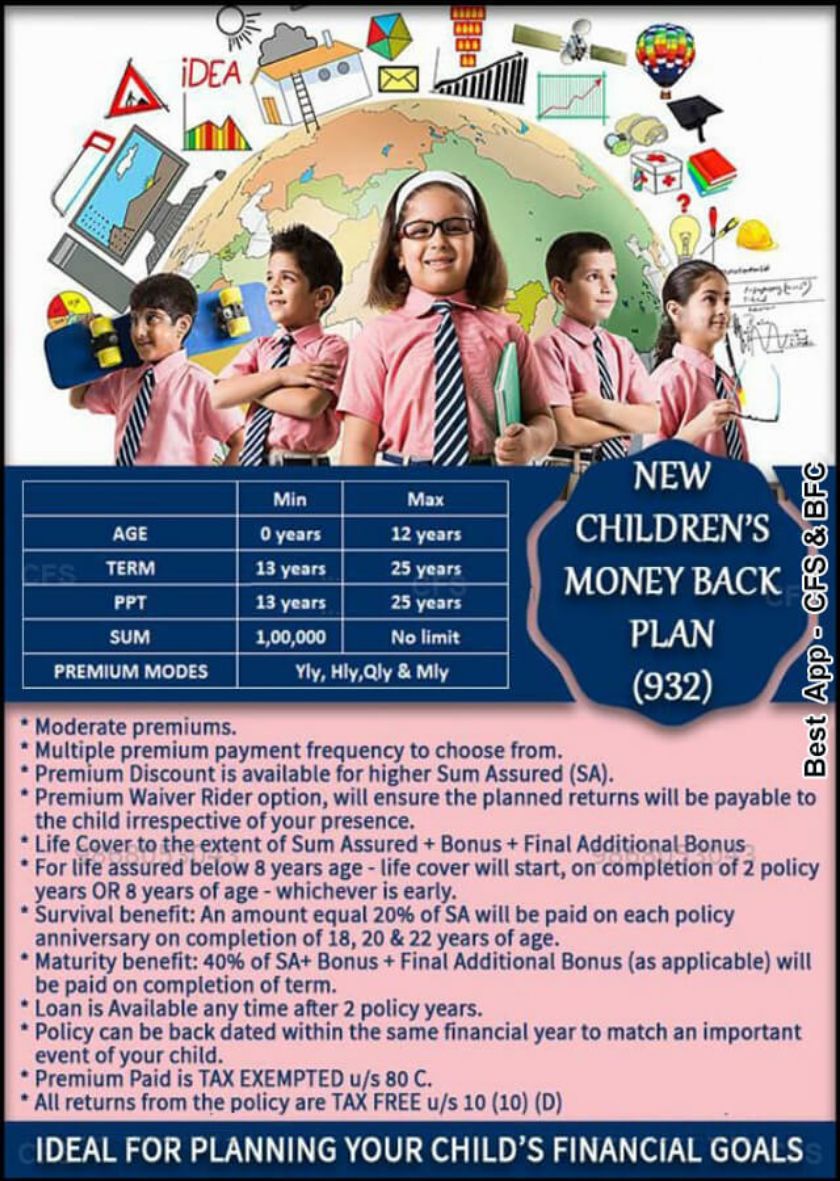 iDEA
?
NEW
CHILDREN'S
MONEY BACK
PLAN
(932)
Min Max
AGE 0 years 12 years
TERM 13 years 25 years
PPT 13 years 25 years
SUM 1,00,000 No limit
PREMIUM MODES Yly, Hly,Qly & Mly
Best App - CFS & BFC
CFS
CFS
CF
* Moderate premiums.
* Multiple premium payment frequency to choose from.
* Premium Discount is available for higher Sum Assured (SA).
* Premium Waiver Rider option, will ensure the planned returns will be payable to
the child irrespective of your presence.
* Life Cover to the extent of Sum Assured + Bonus + Final Additional Bonus
* For life assured below 8 years age - life cover will start, on completion of 2 policy
years OR 8 years of age - whichever is early.
* Survival benefit: An amount equal 20% of SA will be paid on each policy
anniversary on completion of 18, 20 & 22 years of age.
* Maturity benefit: 40% of SA+ Bonus + Final Additional Bonus (as applicable) will
be paid on completion of term.
* Loan is Available any time after 2 policy years.
* Policy can be back dated within the same financial year to match an important
event of your child.
* Premium Paid is TAX EXEMPTED u/s 80 C.
* All returns from the policy are TAX FREE u/s 10 (10) (D)
IDEAL FOR PLANNING YOUR CHILD'S FINANCIAL GOALS